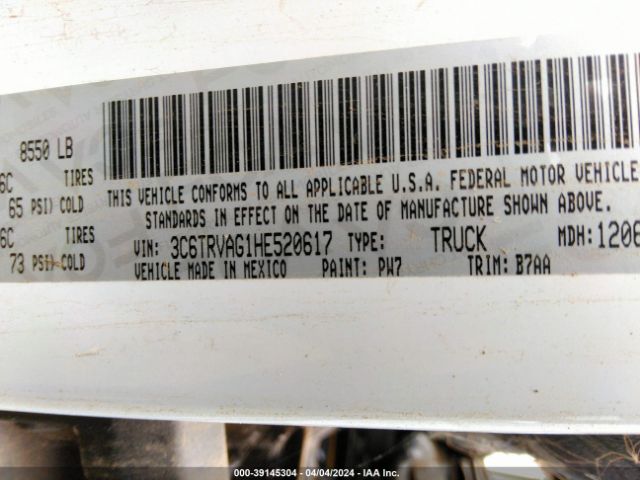 8550 LB
6C TIRES
65 PSI) COLD
6C TIRES
73 PSI) COLD
THIS VEHICLE CONFORMS TO ALL APPLICABLE U.S.A. FEDERAL MOTOR VEHICLE
STANDARDS IN EFFECT ON THE DATE OF MANUFACTURE SHOWN ABOVE.
VIN: 3C6TRVAG1HE520617 TYPE: TRUCK MDH:1206
VEHICLE MADE IN MEXICO PAINT: PW7 TRIM: B7AA
000-39145304 | 04/04/2024 | IAA Inc.